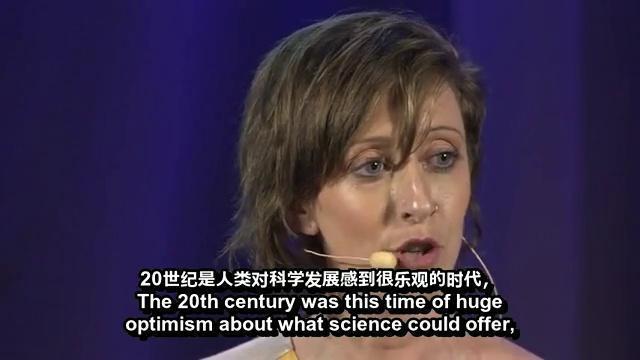 20世纪是人类对科学发展感到很乐观的时代，
The 20th century was this time of huge
optimism about what science could offer,